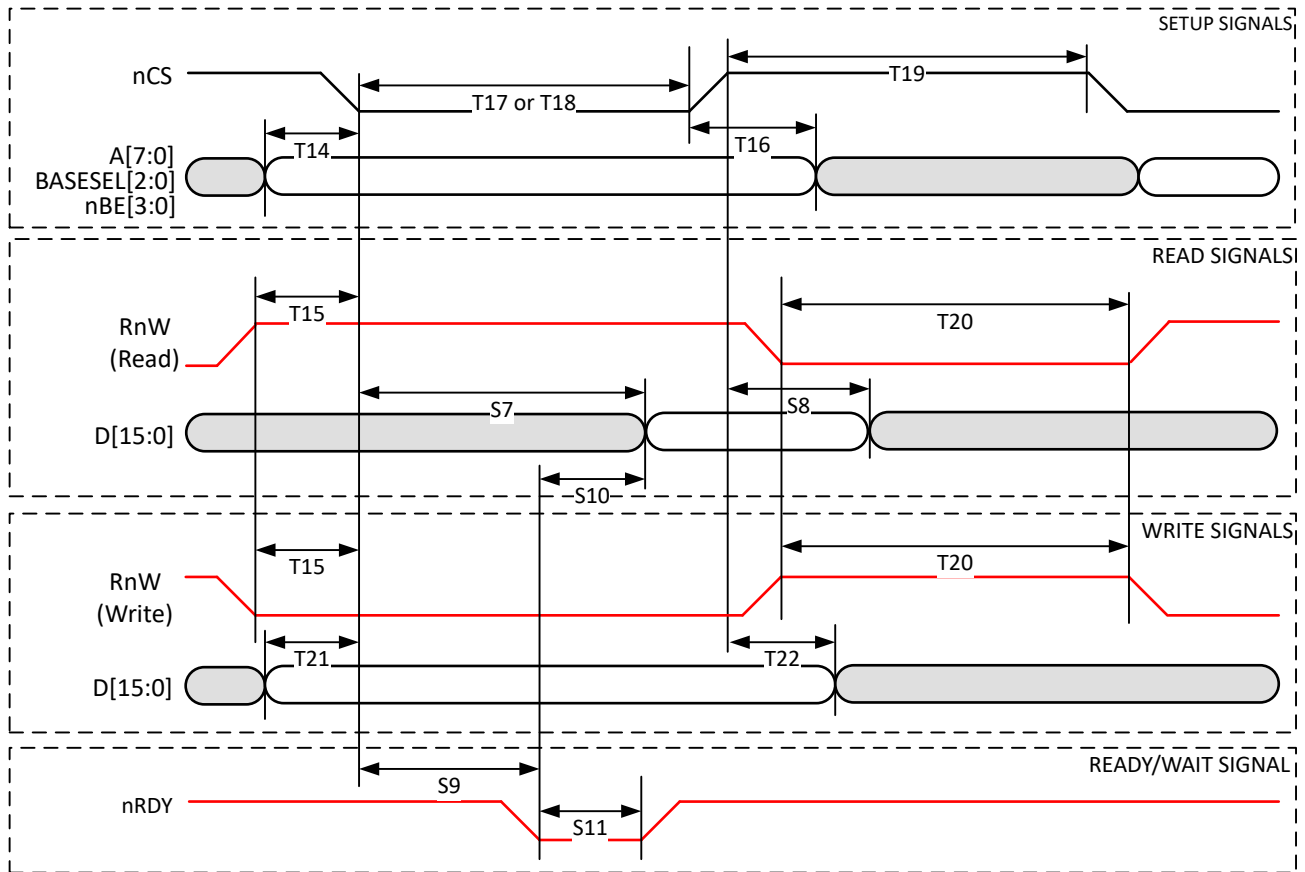 SETUP SIGNALS
nCS
T19
T17 or T18
T14
T16
A[7:0]
BASESEL[2:0]
nBE[3:0]
READ SIGNALS
T15
T20
RnW
(Read)
S7
S8
D[15:0]
S10
WRITE SIGNALS
T15
T20
RnW
(Write)
T21
T22
D[15:0]
READY/WAIT SIGNAL
S9
nRDY
S11